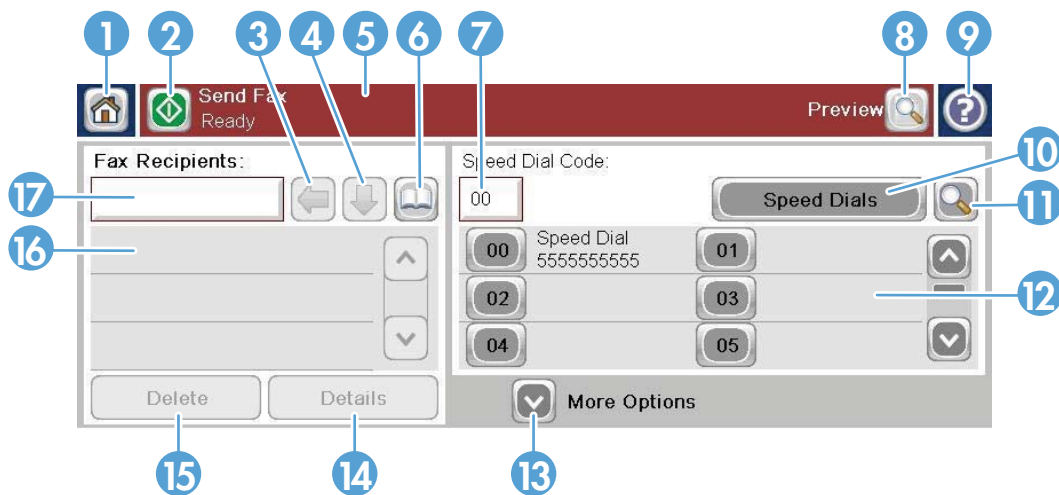 1 2 3 4 5 6 7 8 9
Send Fax
Ready
Preview
Fax Recipients:
Speed Dial Code:
10
17
00
Speed Dials
11
16
00 Speed Dial 01
5555555555
12
02 03
04 05
Delete Details
More Options
15 14 13